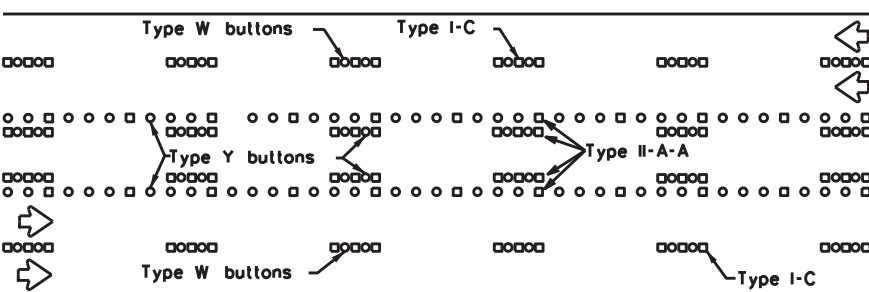 Type W buttons
Type I-C
Type Y buttons
Type II-A-A
Type W buttons
Type I-C